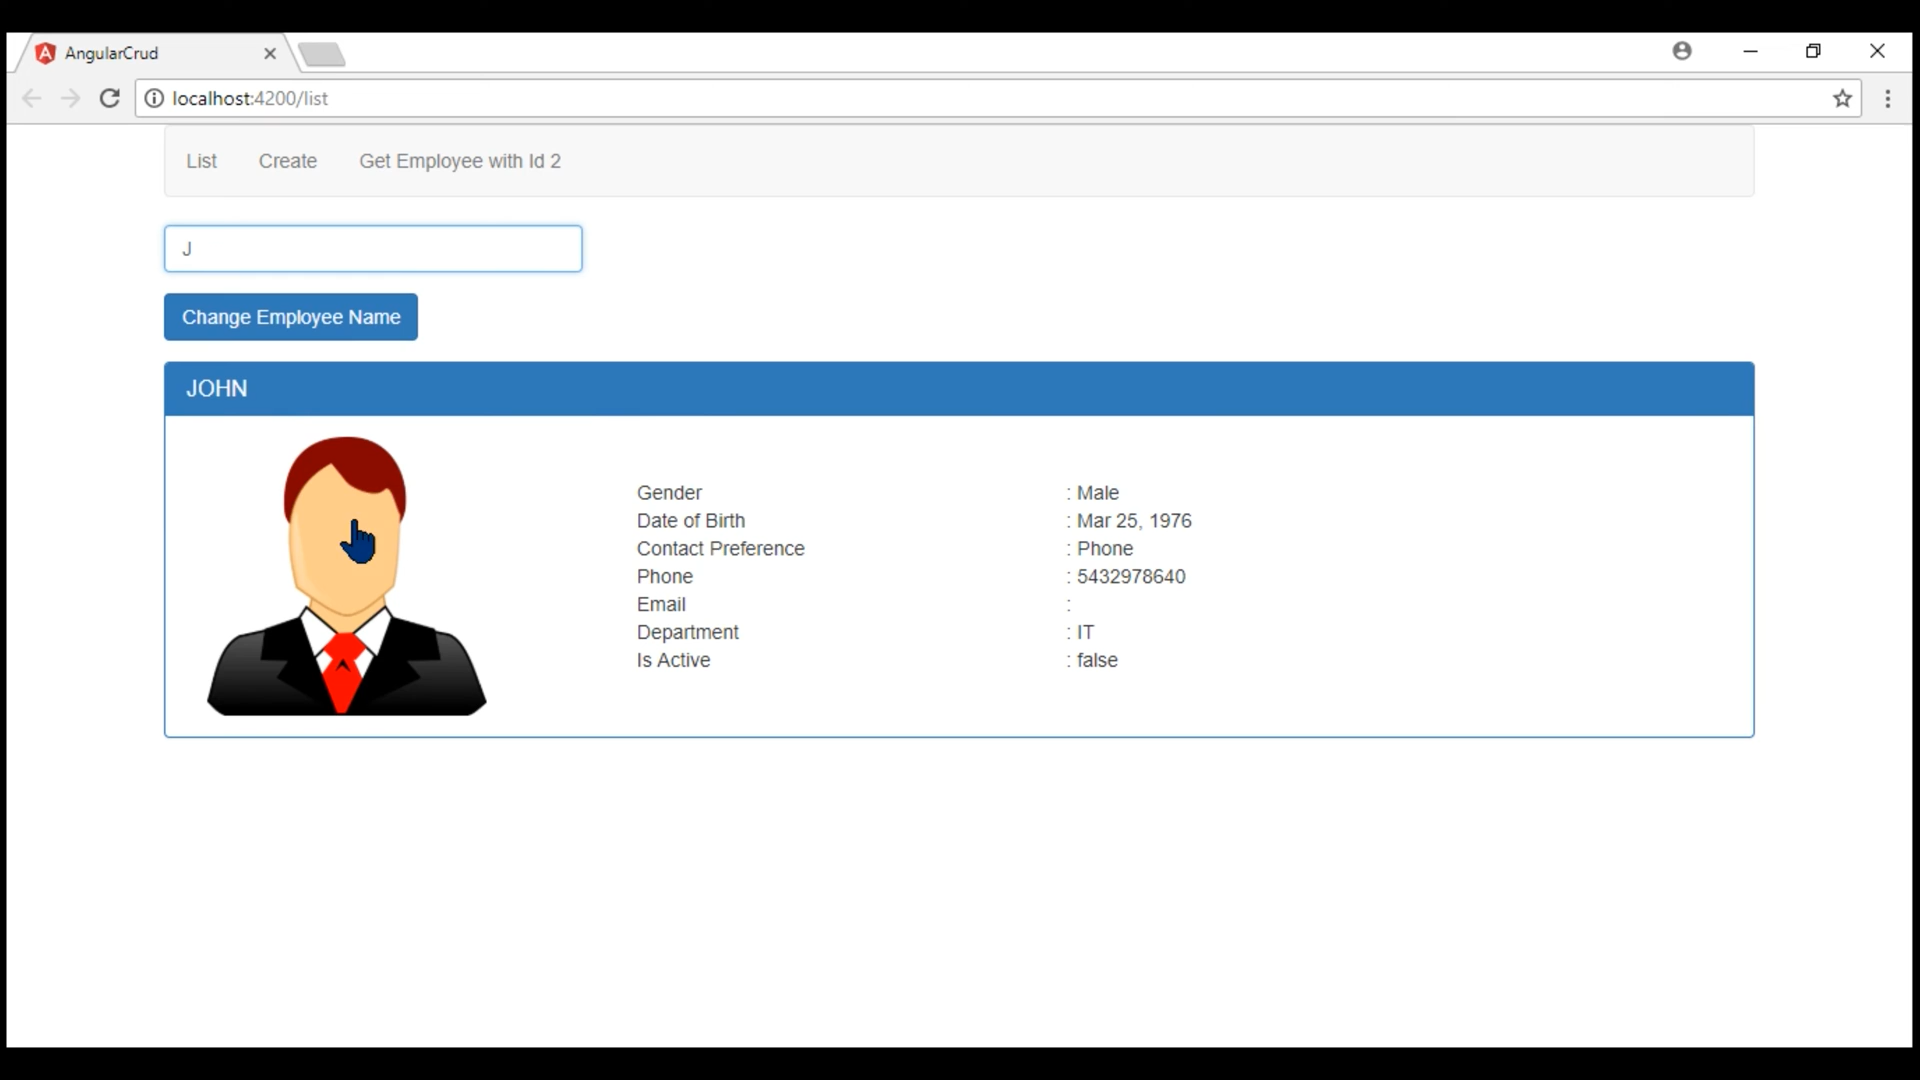 AngularCrud
localhost:4200/list
List Create Get Employee with Id 2
J
Change Employee Name
JOHN
Gender : Male
Date of Birth : Mar 25, 1976
Contact Preference : Phone
Phone : 5432978640
Email :
Department : IT
Is Active : false